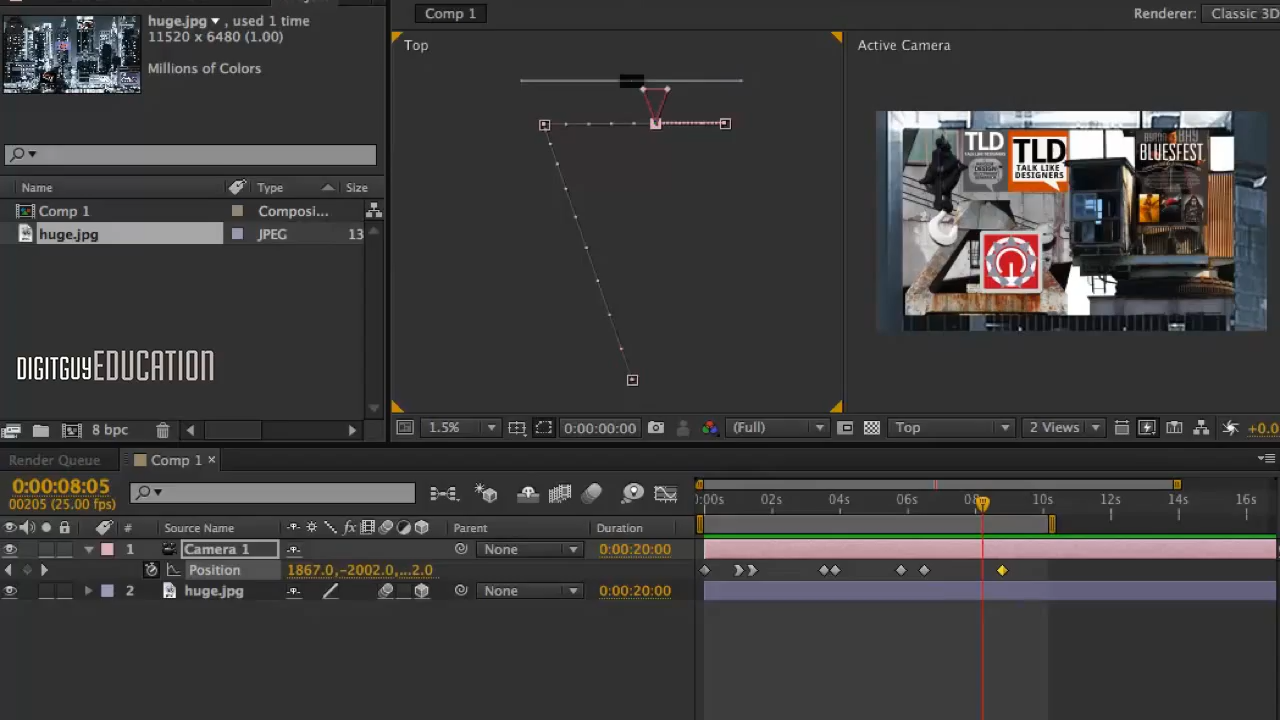 huge.jpg ▼ , used 1 time
11520 x 6480 (1.00)
Millions of Colors
Name Type Size
Comp 1 Composi...
huge.jpg JPEG 13
DIGITGUYEDUCATION
8 bpc
Comp 1
Renderer: Classic 3D
Top
Active Camera
TLD
TLD
TALK LIKE
DESIGNERS
BLUESFEST
1.5% 0:00:00:00 (Full) Top 2 Views +0.0
Render Queue Comp 1 ×
0:00:08:05
00205 (25.00 fps)
# Source Name fx Parent Duration
:00s 02s 04s 06s 08s 10s 12s 14s 16s
1 Camera 1 None 0:00:20:00
Position 1867.0,-2002.0,...2.0
2 huge.jpg None 0:00:20:00